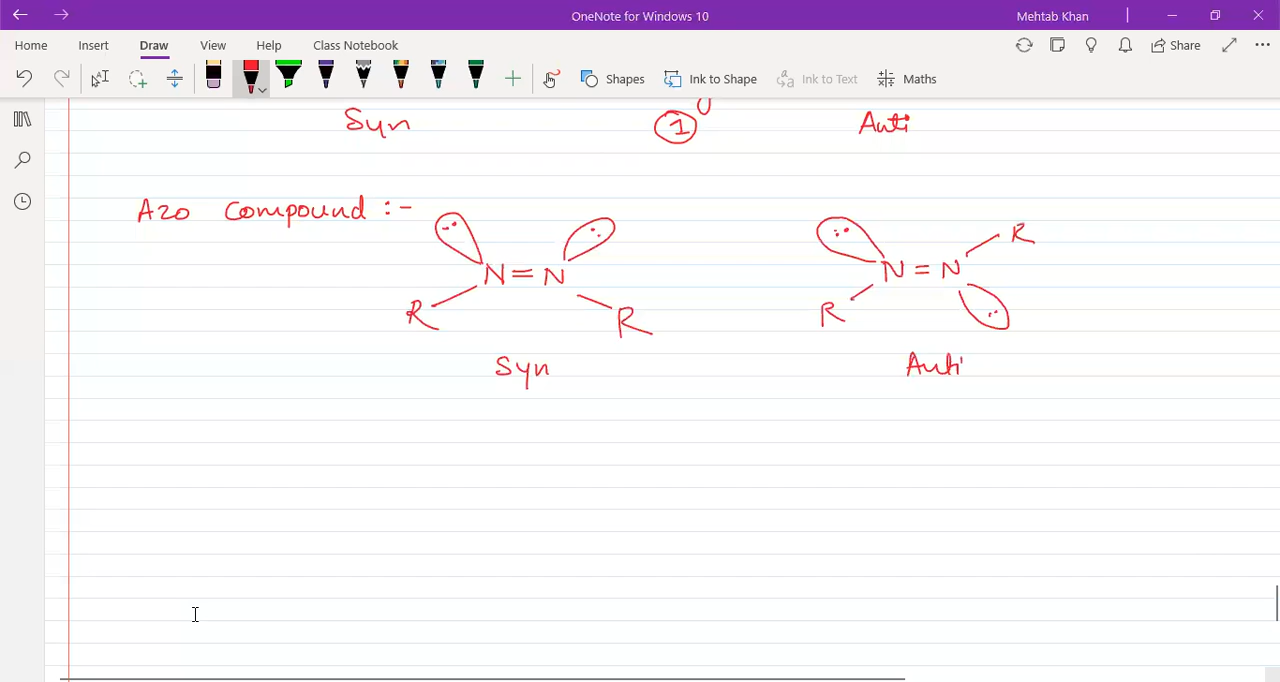 OneNote for Windows 10
Mehtab Khan
Home Insert Draw View Help Class Notebook Share
Shapes Ink to Shape Ink to Text Maths
Syn 1 Anti
Azo Compound :-
N=N R R
N=N R R
Syn Anti